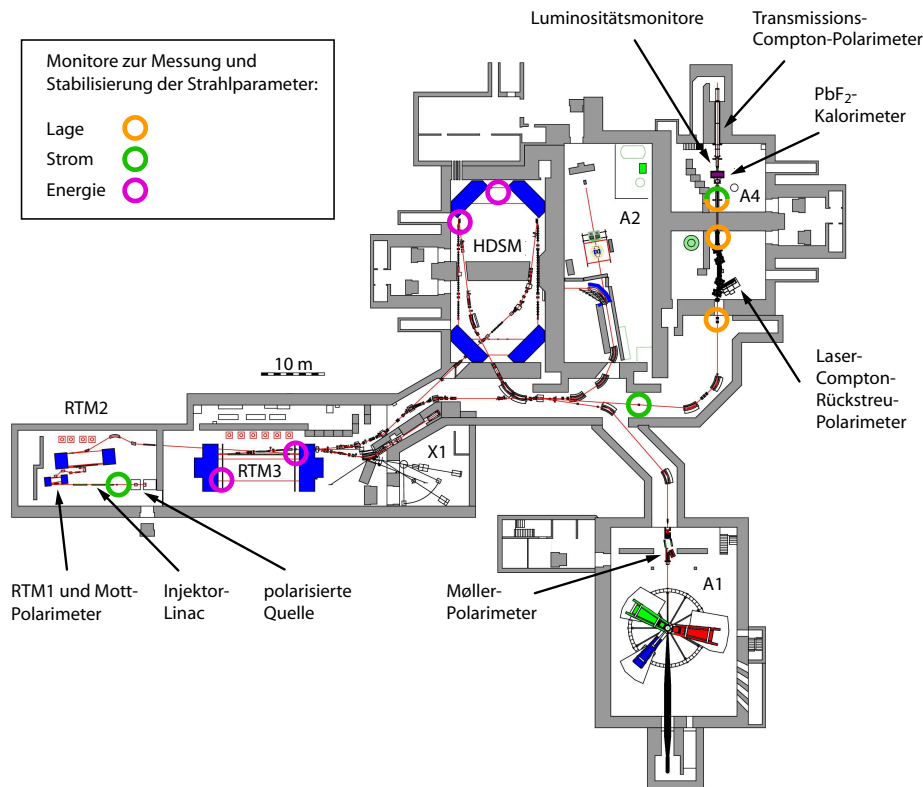 Luminositätsmonitore
Transmissions-
Compton-Polarimeter
Monitore zur Messung und
Stabilisierung der Strahlparameter:
Lage
Strom
Energie
PbF₂-
Kalorimeter
A4
A2
HDSM
10 m
Laser-
Compton-
Rückstreu-
Polarimeter
RTM2
RTM3
X1
RTM1 und Mott-
Polarimeter
Injektor-
Linac
polarisierte
Quelle
Møller-
Polarimeter
A1